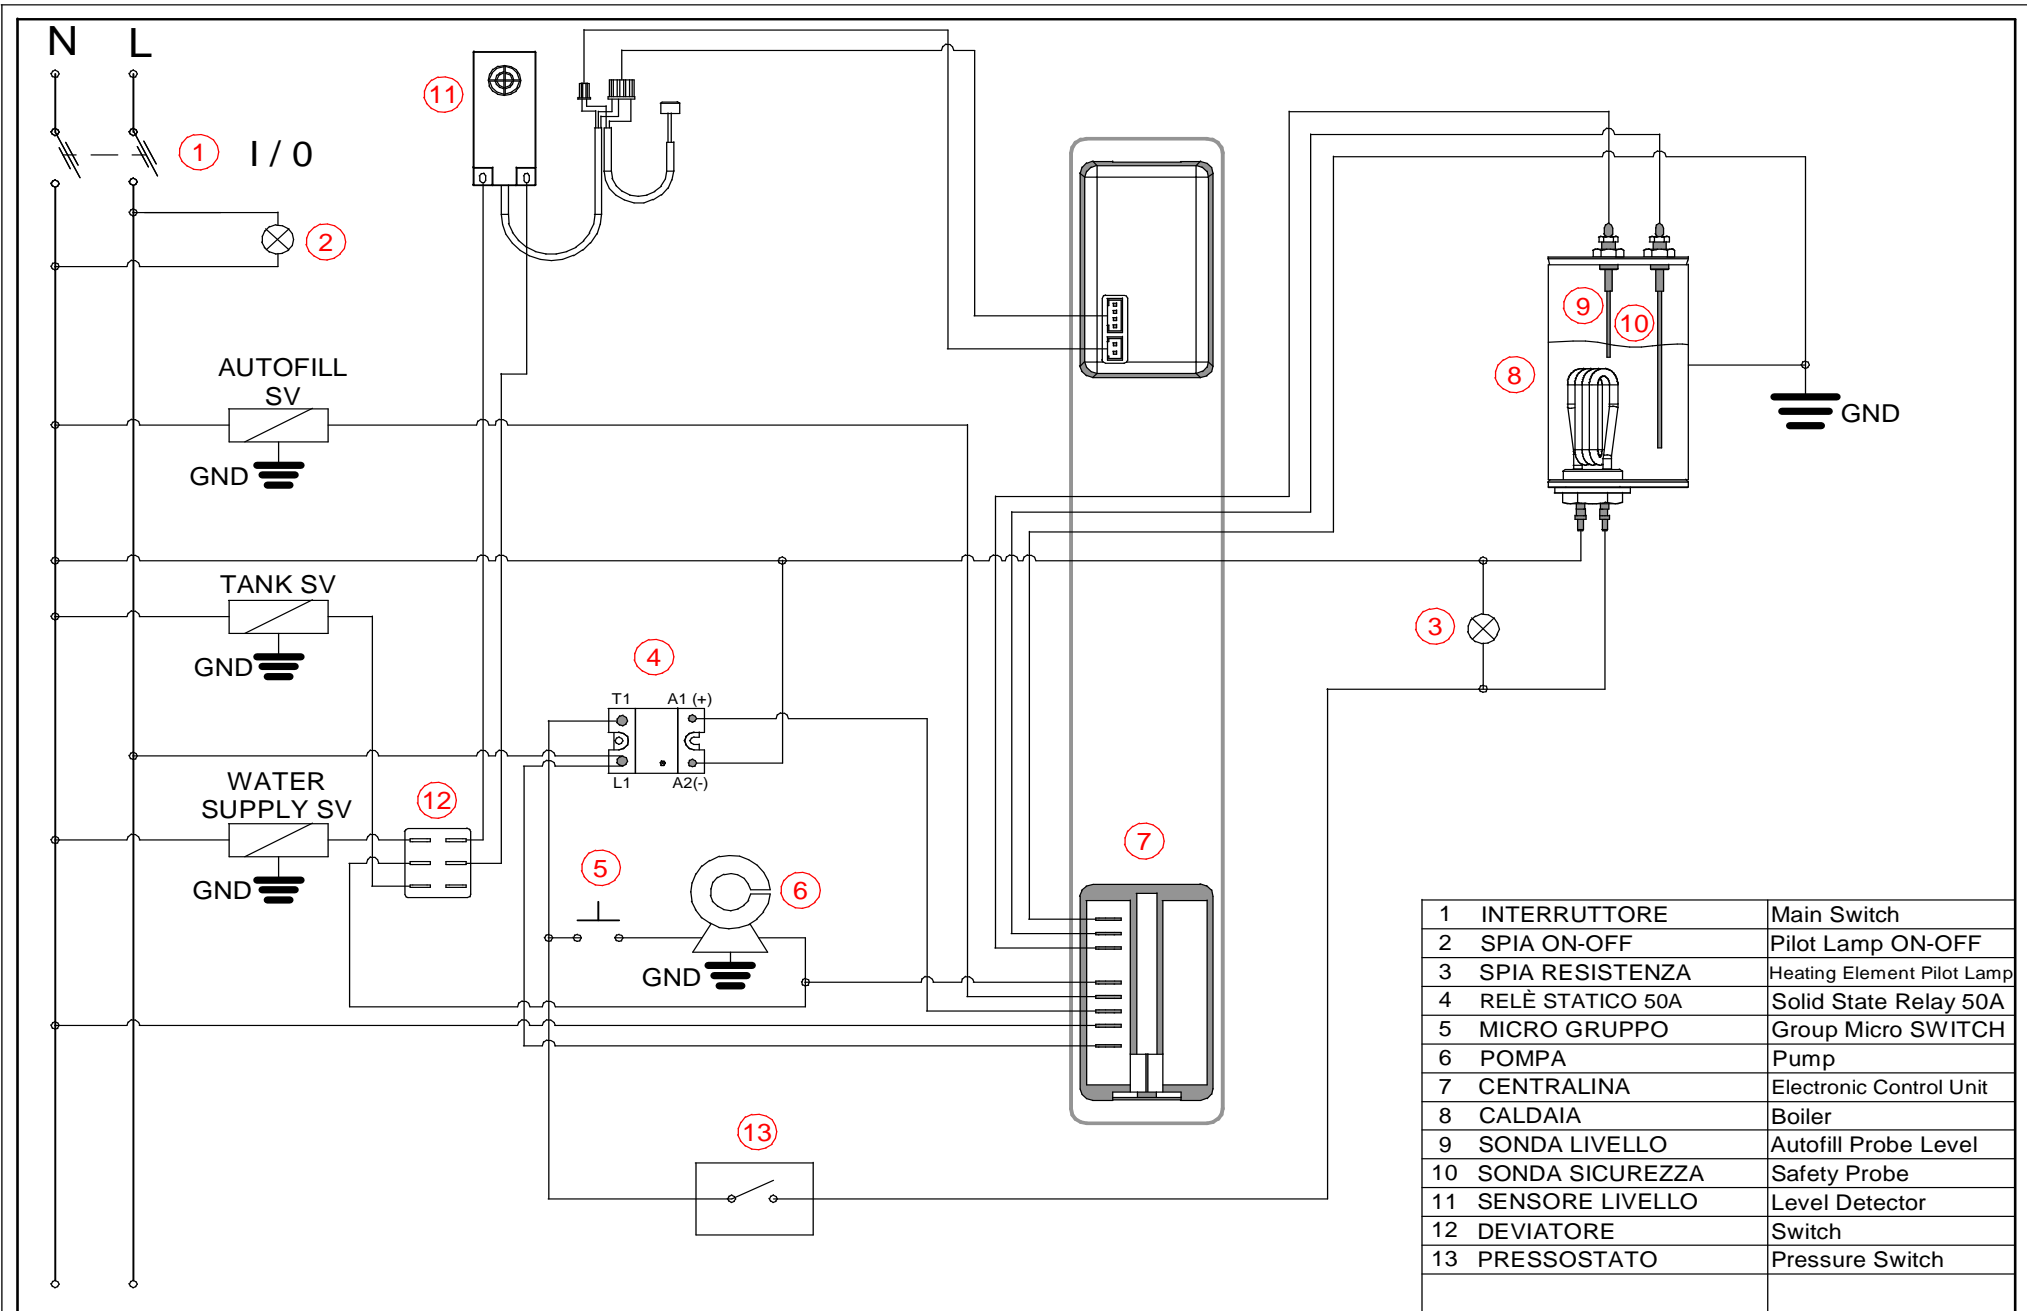 N L
11
1 I / 0
2
AUTOFILL
SV
GND
9
10
8
GND
TANK SV
GND
3
4
T1 A1 (+)
L1 A2(-)
WATER
SUPPLY SV
12
GND
5
6
7
GND
13
1 INTERRUTTORE Main Switch
2 SPIA ON-OFF Pilot Lamp ON-OFF
3 SPIA RESISTENZA Heating Element Pilot Lamp
4 RELÈ STATICO 50A Solid State Relay 50A
5 MICRO GRUPPO Group Micro SWITCH
6 POMPA Pump
7 CENTRALINA Electronic Control Unit
8 CALDAIA Boiler
9 SONDA LIVELLO Autofill Probe Level
10 SONDA SICUREZZA Safety Probe
11 SENSORE LIVELLO Level Detector
12 DEVIATORE Switch
13 PRESSOSTATO Pressure Switch